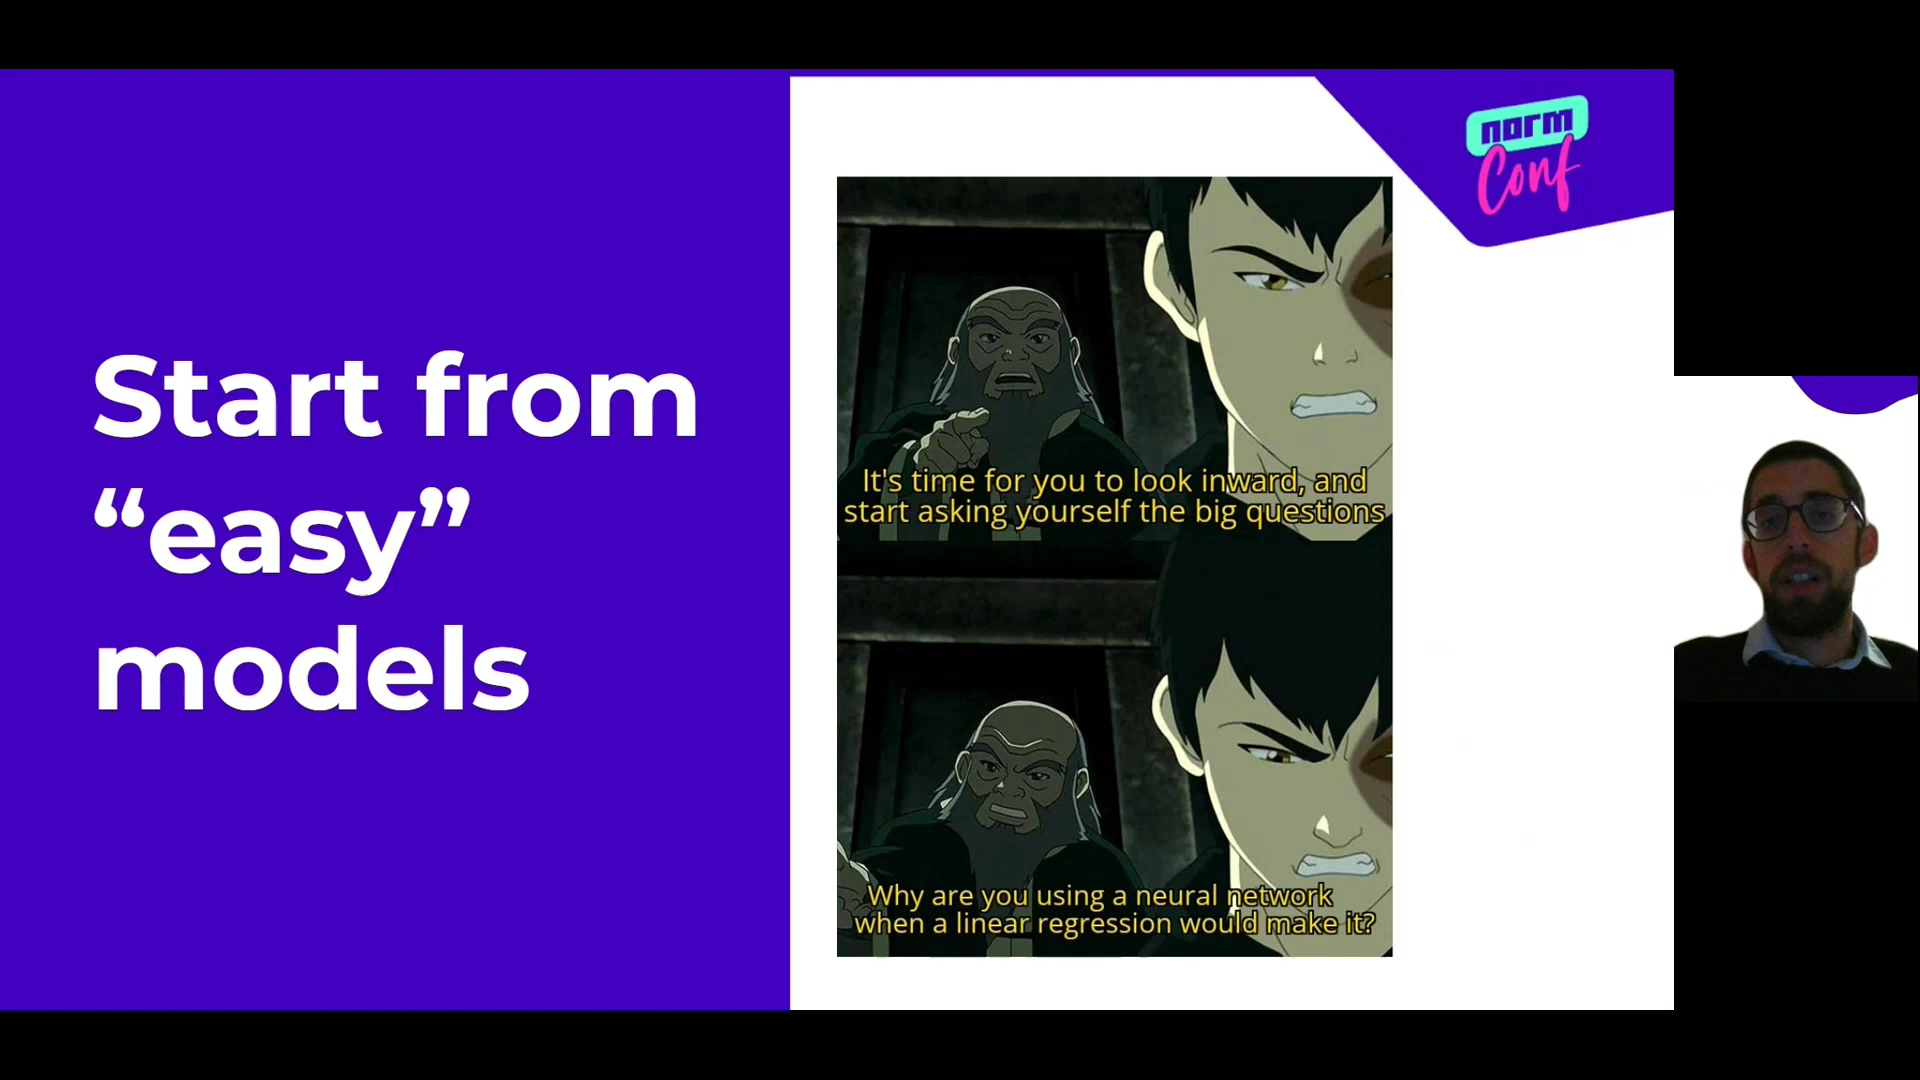 Start from
“easy”
models
norm
Conf
It's time for you to look inward, and
start asking yourself the big questions
Why are you using a neural network
when a linear regression would make it?